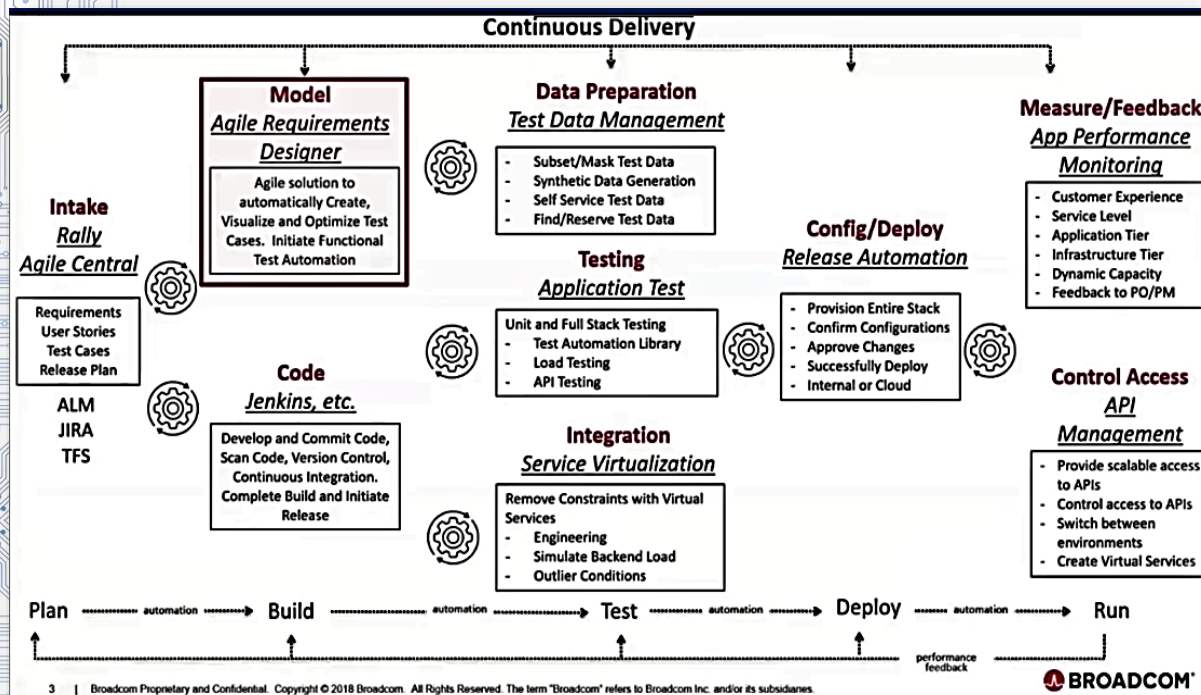 Continuous Delivery
Intake
Rally
Agile Central
Requirements
User Stories
Test Cases
Release Plan
ALM
JIRA
TFS
Model
Agile Requirements
Designer
Agile solution to
automatically Create,
Visualize and Optimize Test
Cases. Initiate Functional
Test Automation
Code
Jenkins, etc.
Develop and Commit Code,
Scan Code, Version Control,
Continuous Integration.
Complete Build and Initiate
Release
Data Preparation
Test Data Management
- Subset/Mask Test Data
- Synthetic Data Generation
- Self Service Test Data
- Find/Reserve Test Data
Testing
Application Test
Unit and Full Stack Testing
- Test Automation Library
- Load Testing
- API Testing
Integration
Service Virtualization
Remove Constraints with Virtual
Services
- Engineering
- Simulate Backend Load
- Outlier Conditions
Config/Deploy
Release Automation
- Provision Entire Stack
- Confirm Configurations
- Approve Changes
- Successfully Deploy
- Internal or Cloud
Measure/Feedback
App Performance
Monitoring
- Customer Experience
- Service Level
- Application Tier
- Infrastructure Tier
- Dynamic Capacity
- Feedback to PO/PM
Control Access
API
Management
- Provide scalable access
to APIs
- Control access to APIs
- Switch between
environments
- Create Virtual Services
Plan automation Build automation Test automation Deploy automation Run
performance
feedback
3 | Broadcom Proprietary and Confidential. Copyright © 2018 Broadcom. All Rights Reserved. The term "Broadcom" refers to Broadcom Inc. and/or its subsidiaries.
BROADCOM